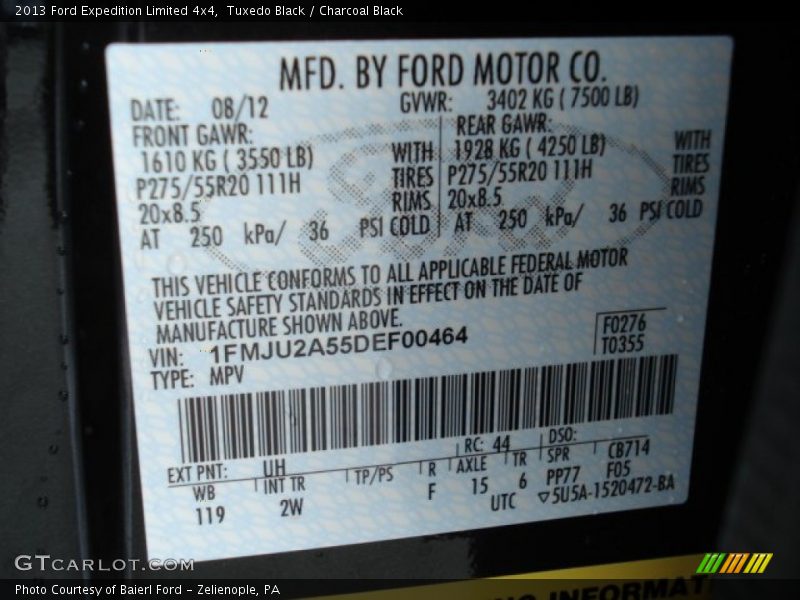 2013 Ford Expedition Limited 4x4, Tuxedo Black / Charcoal Black
MFD. BY FORD MOTOR CO.
DATE: 08/12 GVWR: 3402 KG ( 7500 LB)
FRONT GAWR: REAR GAWR:
1610 KG ( 3550 LB) WITH 1928 KG ( 4250 LB) WITH
P275/55R20 111H TIRES P275/55R20 111H TIRES
20x8.5 RIMS 20x8.5 RIMS
AT 250 kPa/ 36 PSI COLD AT 250 kPa/ 36 PSI COLD
Ford
THIS VEHICLE CONFORMS TO ALL APPLICABLE FEDERAL MOTOR
VEHICLE SAFETY STANDARDS IN EFFECT ON THE DATE OF
MANUFACTURE SHOWN ABOVE.
VIN: 1FMJU2A55DEF00464 F0276
TYPE: MPV T0355
EXT PNT: UH RC: 44 DSO:
WB INT TR TP/PS R AXLE TR SPR CB714
119 2W F 15 6 PP77 F05
UTC ▽5U5A-1520472-BA
GTCARLOT.COM
NG INFORMAT
Photo Courtesy of Baierl Ford - Zelienople, PA